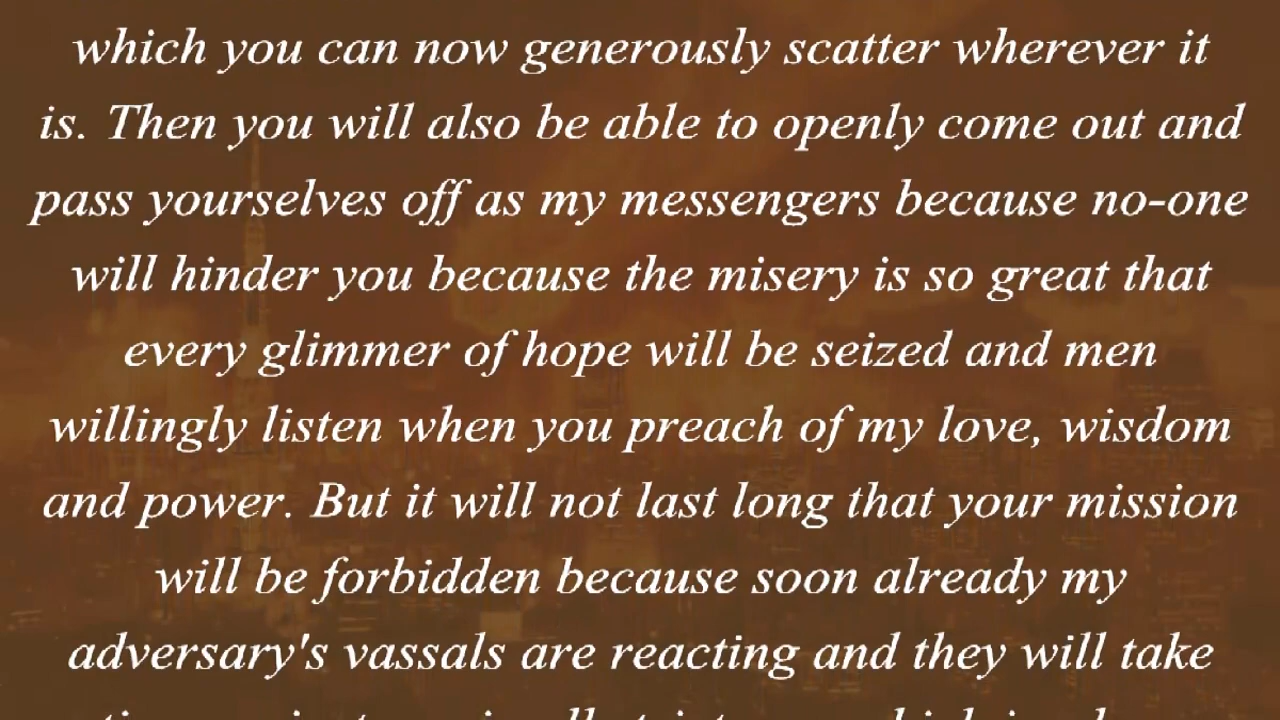 which you can now generously scatter wherever it
is. Then you will also be able to openly come out and
pass yourselves off as my messengers because no-one
will hinder you because the misery is so great that
every glimmer of hope will be seized and men
willingly listen when you preach of my love, wisdom
and power. But it will not last long that your mission
will be forbidden because soon already my
adversary's vassals are reacting and they will take